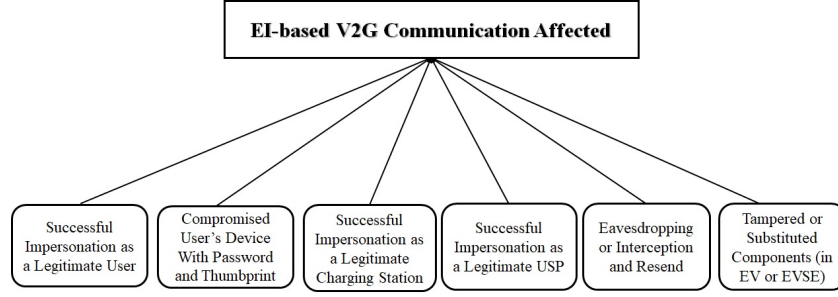 EI-based V2G Communication Affected
Successful
Impersonation as
a Legitimate User
Compromised
User's Device
With Password
and Thumbprint
Successful
Impersonation as
a Legitimate
Charging Station
Successful
Impersonation as
a Legitimate USP
Eavesdropping
or Interception
and Resend
Tampered or
Substituted
Components (in
EV or EVSE)